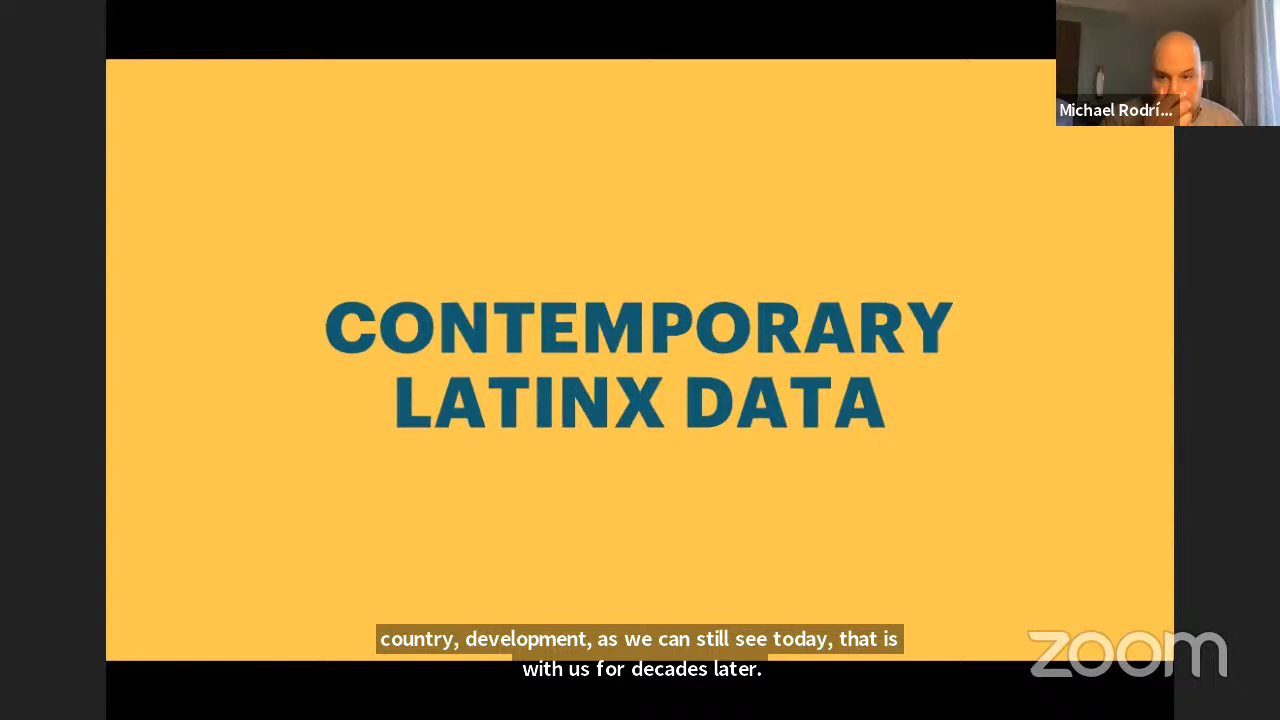 Michael Rodrí...
CONTEMPORARY
LATINX DATA
country, development, as we can still see today, that is
with us for decades later.
zoom